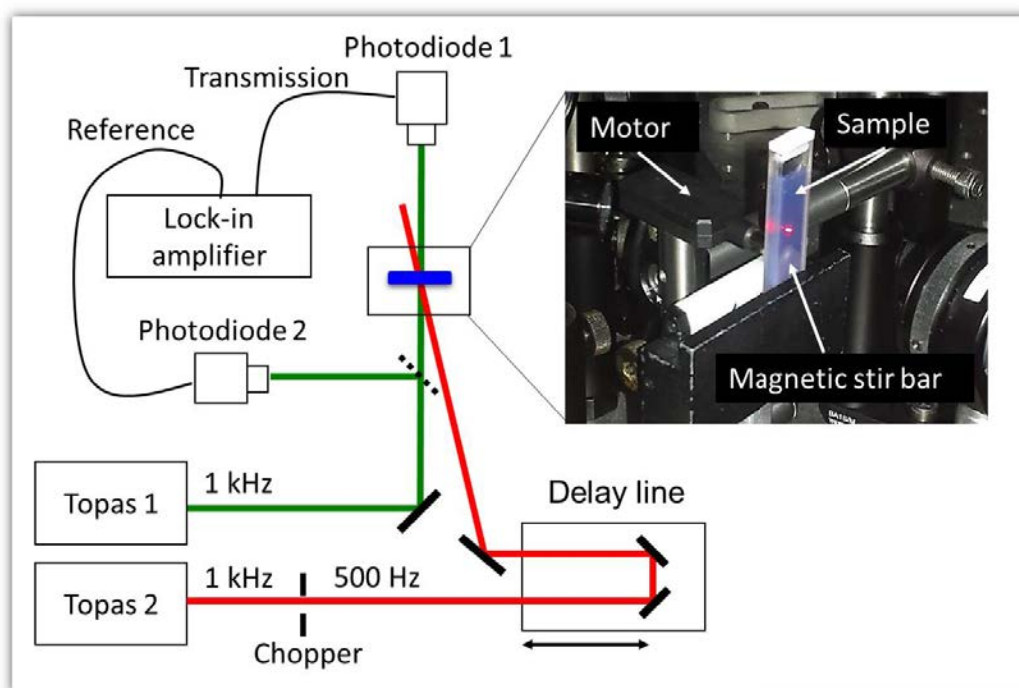 Photodiode 1
Transmission
Reference
Lock-in
amplifier
Photodiode 2
Motor
Sample
Magnetic stir bar
Topas 1
1 kHz
Topas 2
1 kHz
500 Hz
Chopper
Delay line